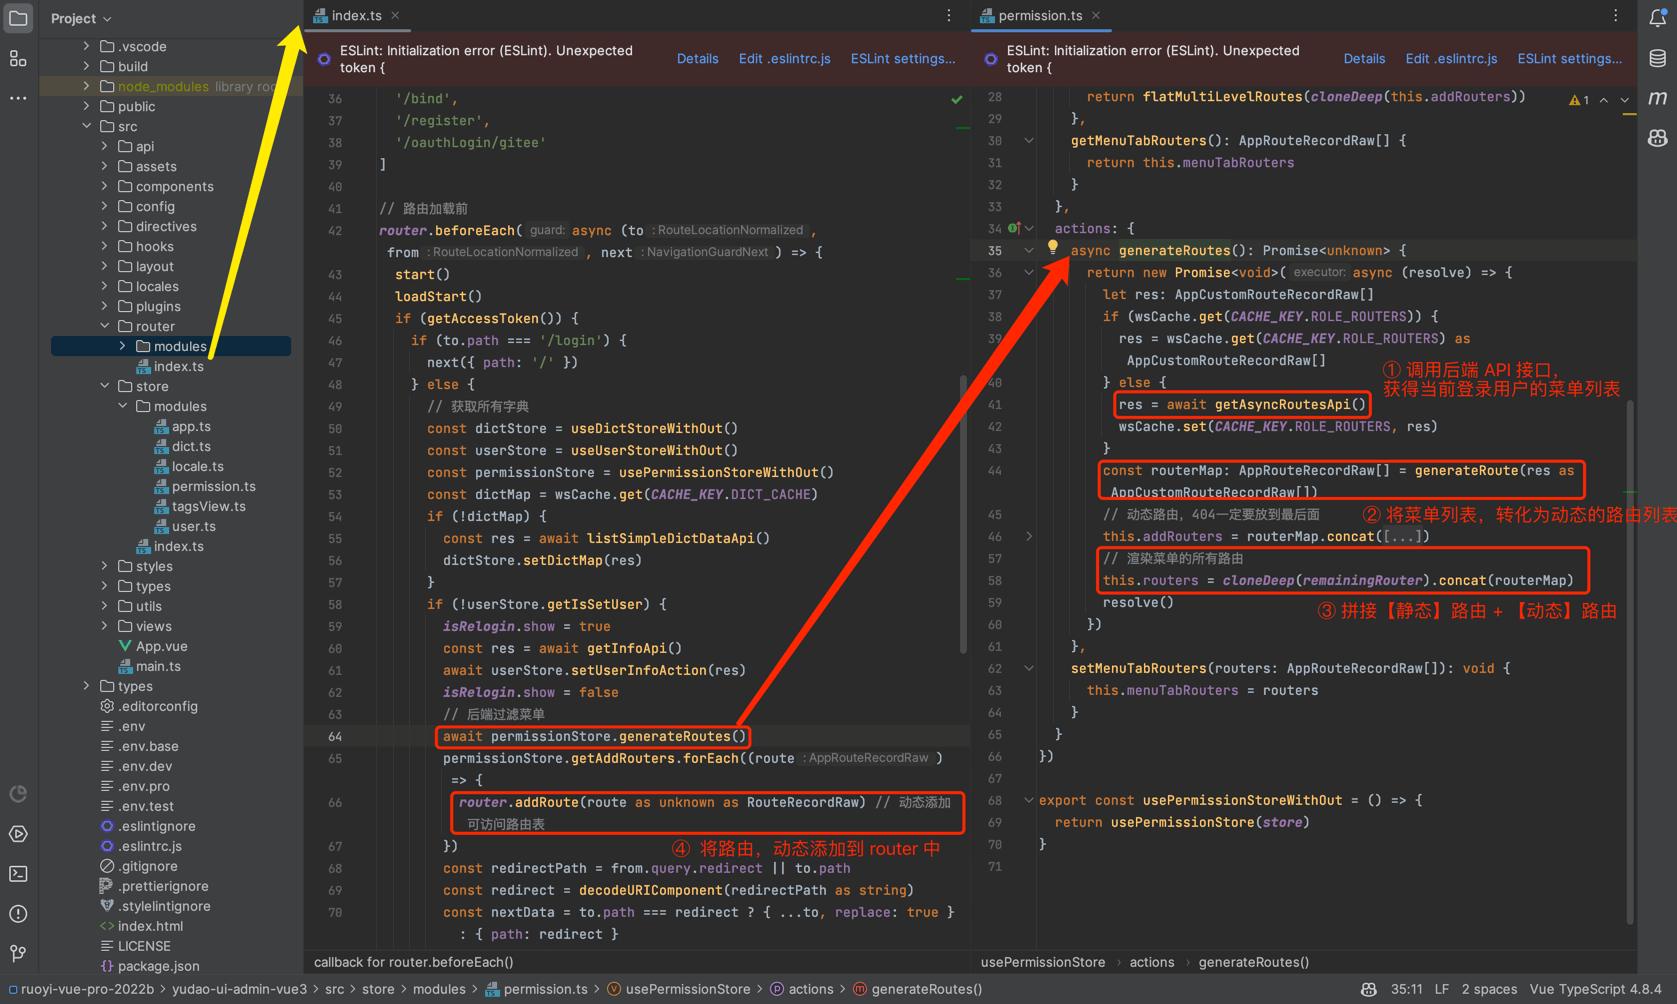 Project
.vscode
build
node_modules library roo
public
src
api
assets
components
config
directives
hooks
layout
locales
plugins
router
modules
index.ts
store
modules
app.ts
dict.ts
locale.ts
permission.ts
tagsView.ts
user.ts
index.ts
styles
types
utils
views
App.vue
main.ts
types
.editorconfig
.env
.env.base
.env.dev
.env.pro
.env.test
.eslintignore
.eslintrc.js
.gitignore
.prettierignore
.stylelintignore
index.html
LICENSE
package.json
index.ts
ESLint: Initialization error (ESLint). Unexpected
token {
Details Edit .eslintrc.js ESLint settings...
36 '/bind',
37 '/register',
38 '/oauthLogin/gitee'
39 ]
40
41 // 路由加载前
42 router.beforeEach( guard: async (to : RouteLocationNormalized ,
from : RouteLocationNormalized , next : NavigationGuardNext ) => {
43 start()
44 loadStart()
45 if (getAccessToken()) {
46 if (to.path === '/login') {
47 next({ path: '/' })
48 } else {
49 // 获取所有字典
50 const dictStore = useDictStoreWithOut()
51 const userStore = useUserStoreWithOut()
52 const permissionStore = usePermissionStoreWithOut()
53 const dictMap = wsCache.get(CACHE_KEY.DICT_CACHE)
54 if (!dictMap) {
55 const res = await listSimpleDictDataApi()
56 dictStore.setDictMap(res)
57 }
58 if (!userStore.getIsSetUser) {
59 isRelogin.show = true
60 const res = await getInfoApi()
61 await userStore.setUserInfoAction(res)
62 isRelogin.show = false
63 // 后端过滤菜单
64 await permissionStore.generateRoutes()
65 permissionStore.getAddRouters.forEach((route : AppRouteRecordRaw )
=> {
66 router.addRoute(route as unknown as RouteRecordRaw) // 动态添加
可访问路由表
67 })
④ 将路由，动态添加到 router 中
68 const redirectPath = from.query.redirect || to.path
69 const redirect = decodeURIComponent(redirectPath as string)
70 const nextData = to.path === redirect ? { ...to, replace: true }
: { path: redirect }
callback for router.beforeEach()
permission.ts
ESLint: Initialization error (ESLint). Unexpected
token {
Details Edit .eslintrc.js ESLint settings...
1
28 return flatMultiLevelRoutes(cloneDeep(this.addRouters))
29 },
30 getMenuTabRouters(): AppRouteRecordRaw[] {
31 return this.menuTabRouters
32 }
33 },
34 actions: {
35 async generateRoutes(): Promise<unknown> {
36 return new Promise<void>( executor: async (resolve) => {
37 let res: AppCustomRouteRecordRaw[]
38 if (wsCache.get(CACHE_KEY.ROLE_ROUTERS)) {
39 res = wsCache.get(CACHE_KEY.ROLE_ROUTERS) as
AppCustomRouteRecordRaw[]
① 调用后端 API 接口，
获得当前登录用户的菜单列表
40 } else {
41 res = await getAsyncRoutesApi()
42 wsCache.set(CACHE_KEY.ROLE_ROUTERS, res)
43 }
44 const routerMap: AppRouteRecordRaw[] = generateRoute(res as
AppCustomRouteRecordRaw[])
45 // 动态路由，404一定要放到最后面
② 将菜单列表，转化为动态的路由列表
46 this.addRouters = routerMap.concat([...])
57 // 渲染菜单的所有路由
58 this.routers = cloneDeep(remainingRouter).concat(routerMap)
59 resolve()
③ 拼接【静态】路由 + 【动态】路由
60 })
61 },
62 setMenuTabRouters(routers: AppRouteRecordRaw[]): void {
63 this.menuTabRouters = routers
64 }
65 }
66 })
67
68 export const usePermissionStoreWithOut = () => {
69 return usePermissionStore(store)
70 }
71
usePermissionStore › actions › generateRoutes()
ruoyi-vue-pro-2022b › yudao-ui-admin-vue3 › src › store › modules › permission.ts › usePermissionStore › actions › generateRoutes()
35:11 LF 2 spaces Vue TypeScript 4.8.4